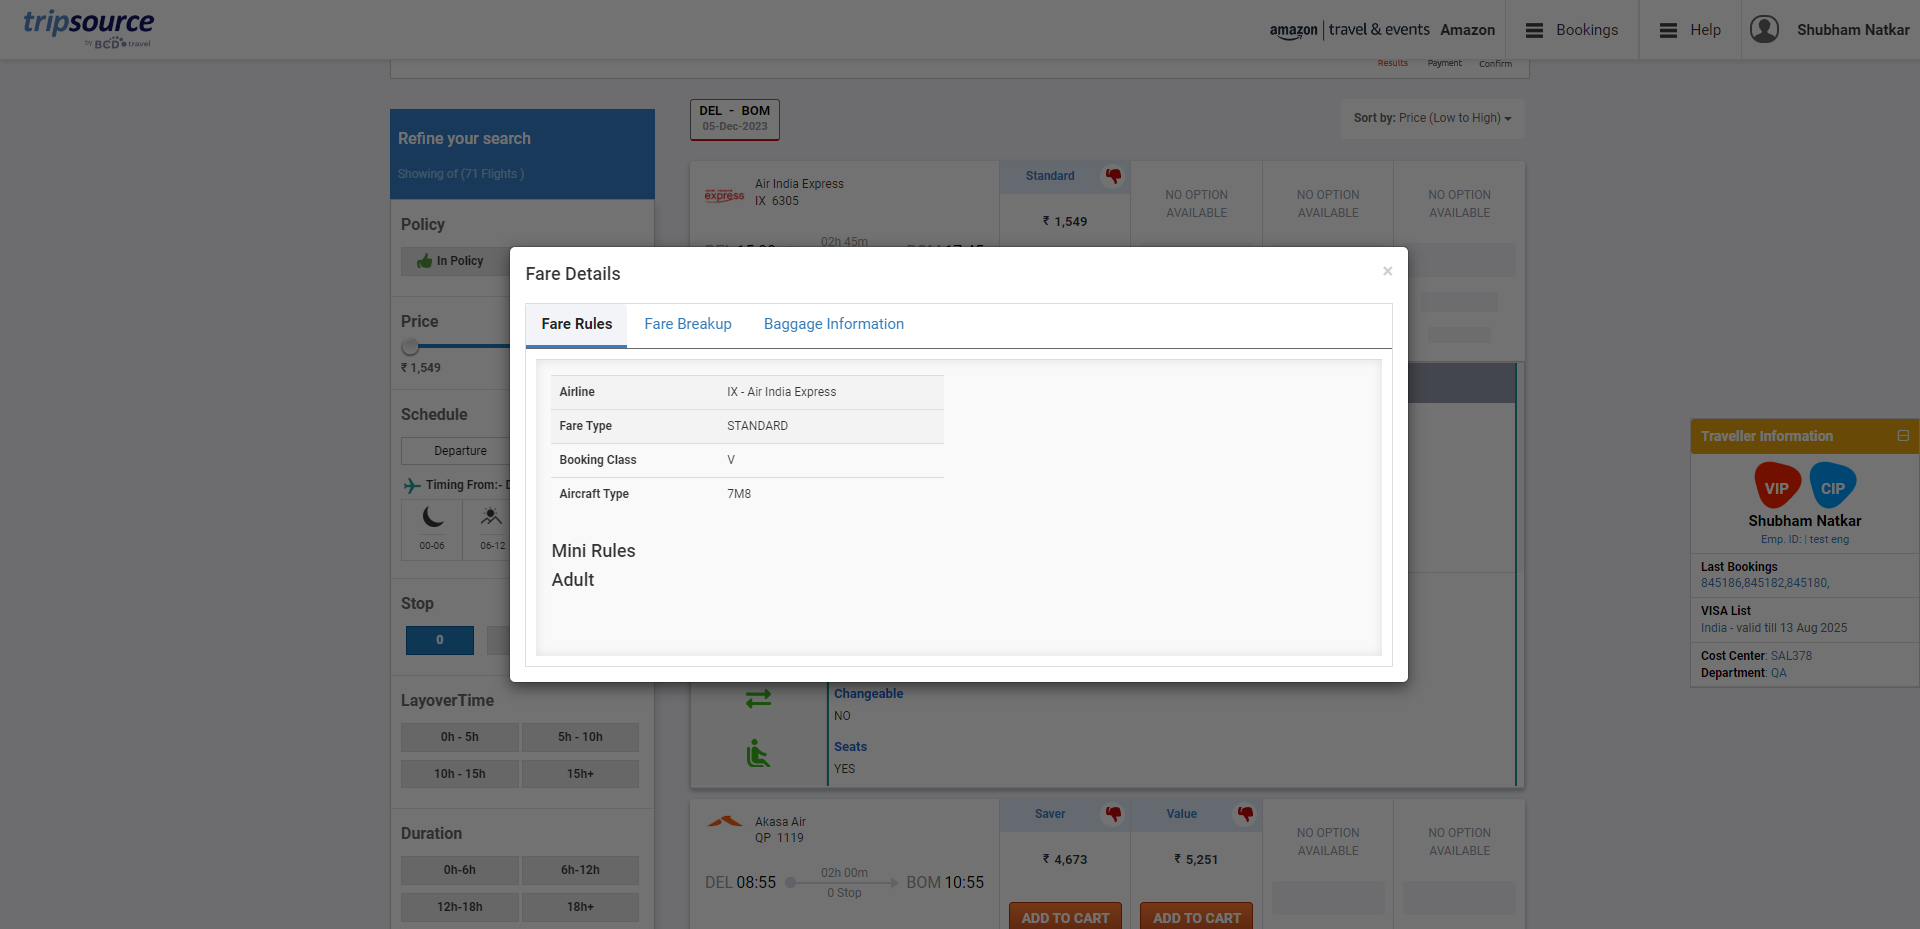 tripsource
by BCD travel
amazon | travel & events Amazon
Bookings
Help
Shubham Natkar
Results
Payment
Confirm
Refine your search
Showing of (71 Flights )
Policy
In Policy
Price
₹ 1,549
Schedule
Departure
Timing From:-
00-06
06-12
Stop
0
LayoverTime
0h - 5h
5h - 10h
10h - 15h
15h+
Duration
0h-6h
6h-12h
12h-18h
18h+
DEL - BOM
05-Dec-2023
Sort by: Price (Low to High)
express
Air India Express
IX 6305
02h 45m
Standard
₹ 1,549
NO OPTION
AVAILABLE
NO OPTION
AVAILABLE
NO OPTION
AVAILABLE
Fare Details
×
Fare Rules
Fare Breakup
Baggage Information
Airline IX - Air India Express
Fare Type STANDARD
Booking Class V
Aircraft Type 7M8
Mini Rules
Adult
Changeable
NO
Seats
YES
Akasa Air
QP 1119
DEL 08:55
02h 00m
0 Stop
BOM 10:55
Saver
₹ 4,673
ADD TO CART
Value
₹ 5,251
ADD TO CART
NO OPTION
AVAILABLE
NO OPTION
AVAILABLE
Traveller Information
VIP
CIP
Shubham Natkar
Emp. ID: | test eng
Last Bookings
845186,845182,845180,
VISA List
India - valid till 13 Aug 2025
Cost Center: SAL378
Department: QA